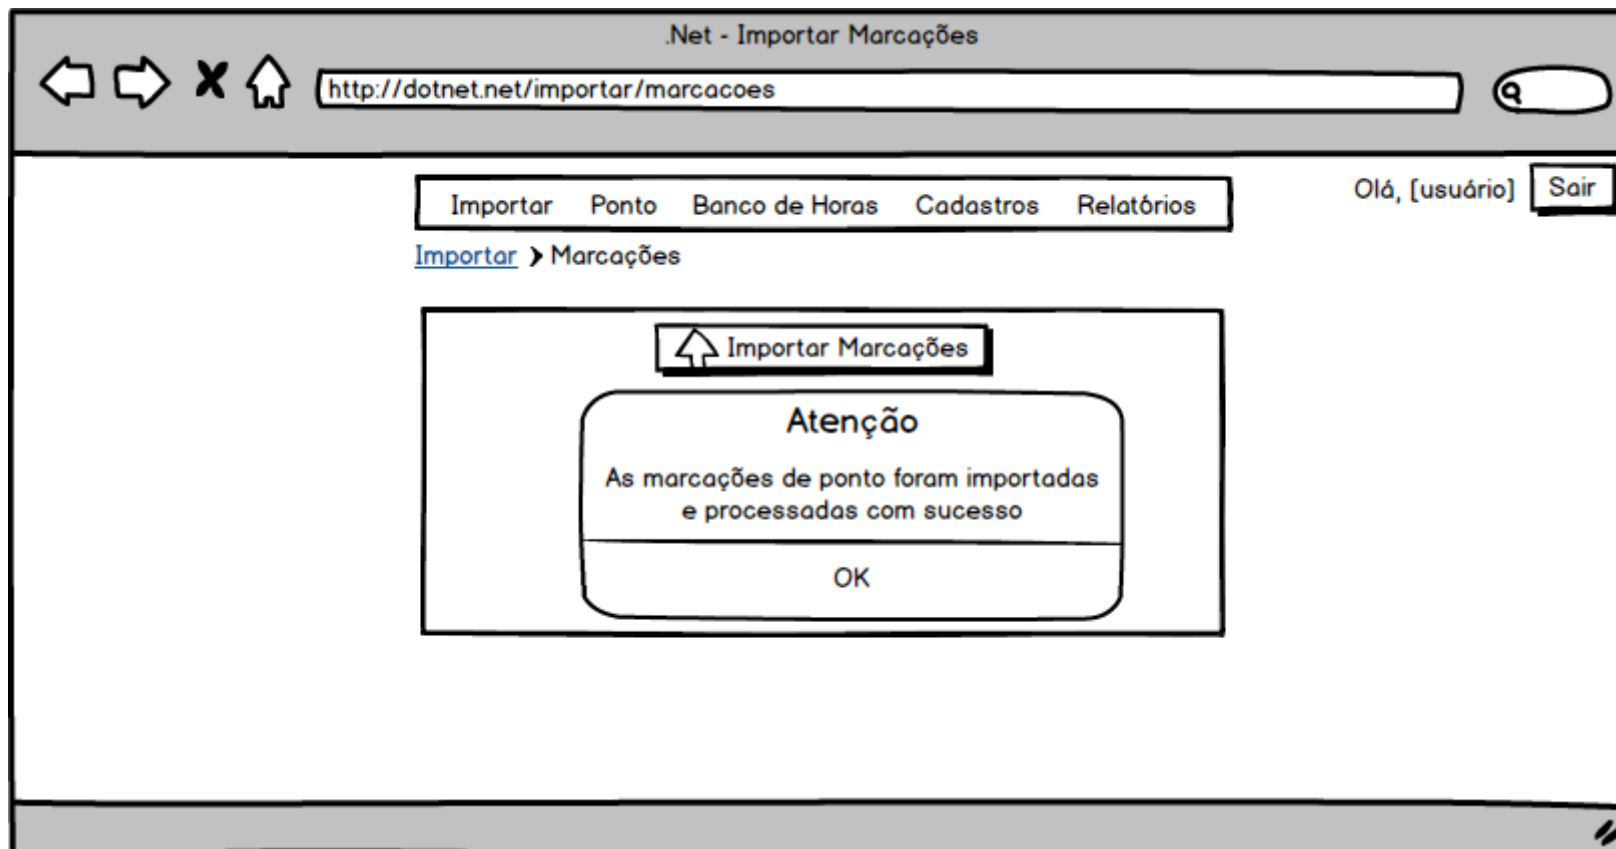 .Net - Importar Marcações
http://dotnet.net/importar/marcacoes
Importar Ponto Banco de Horas Cadastros Relatórios
Olá, [usuário] Sair
Importar > Marcações
Importar Marcações
Atenção
As marcações de ponto foram importadas
e processadas com sucesso
OK